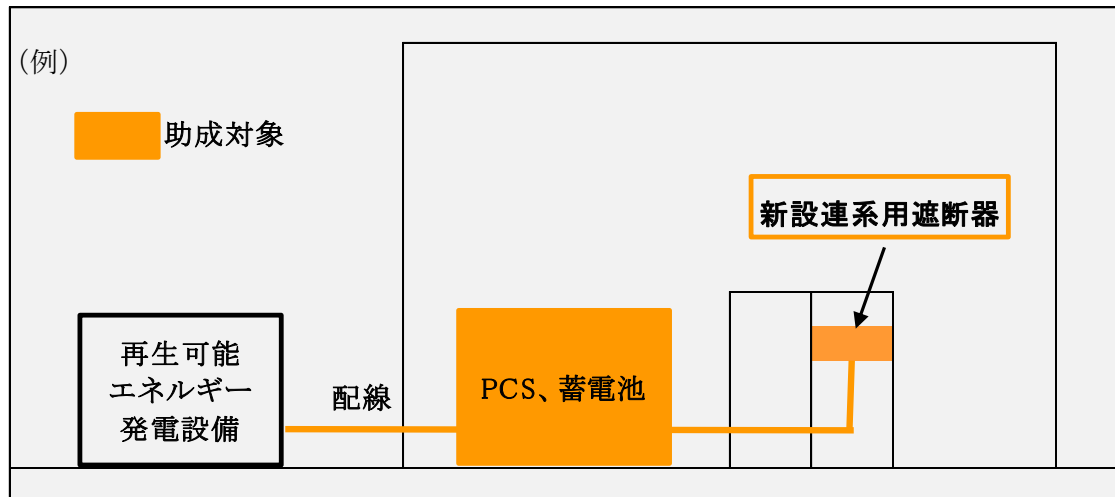 （例）
助成対象
新設連系用遮断器
再生可能
エネルギー
発電設備
配線
PCS、蓄電池